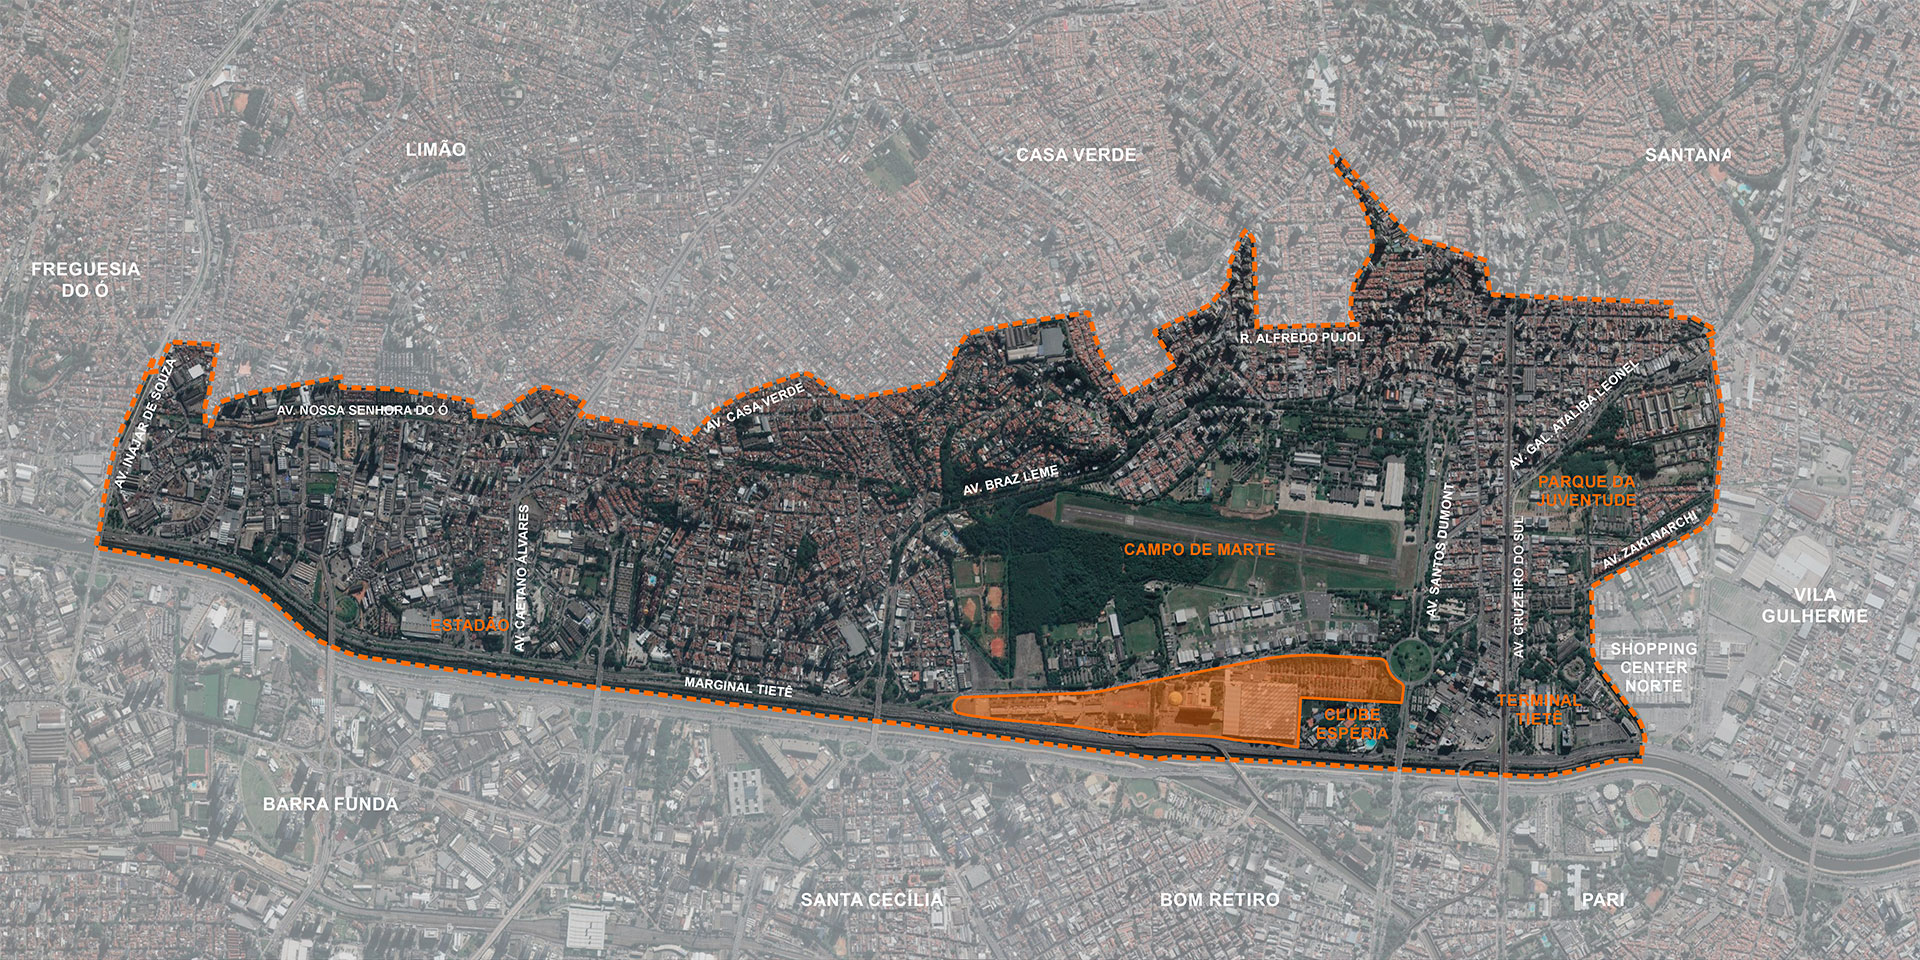 LIMÃO
CASA VERDE
SANTANA
FREGUESIA
DO Ó
R. ALFREDO PUJOL
AV. INAJAR DE SOUZA
AV. NOSSA SENHORA DO Ó
AV. CASA VERDE
AV. GAL. ATALIBA LEONEL
AV. BRAZ LEME
PARQUE DA
JUVENTUDE
AV. SANTOS DUMONT
AV. ZAKI NARCHI
CAMPO DE MARTE
AV. CAETANO ÁLVARES
AV. CRUZEIRO DO SUL
ESTADÃO
VILA
GULHERME
SHOPPING
CENTER
NORTE
MARGINAL TIETÊ
TERMINAL
TIETÊ
CLUBE
ESPÉRIA
BARRA FUNDA
SANTA CECÍLIA
BOM RETIRO
PARI